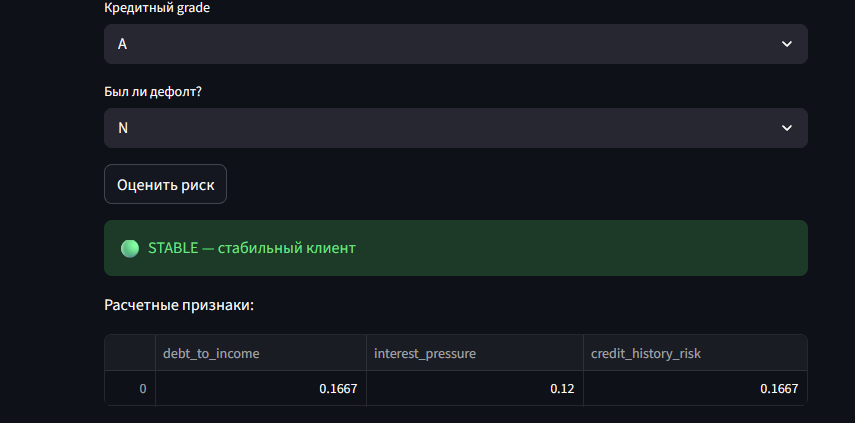 Кредитный grade
A
Был ли дефолт?
N
Оценить риск
STABLE — стабильный клиент
Расчетные признаки:
debt_to_income interest_pressure credit_history_risk
0 0.1667 0.12 0.1667